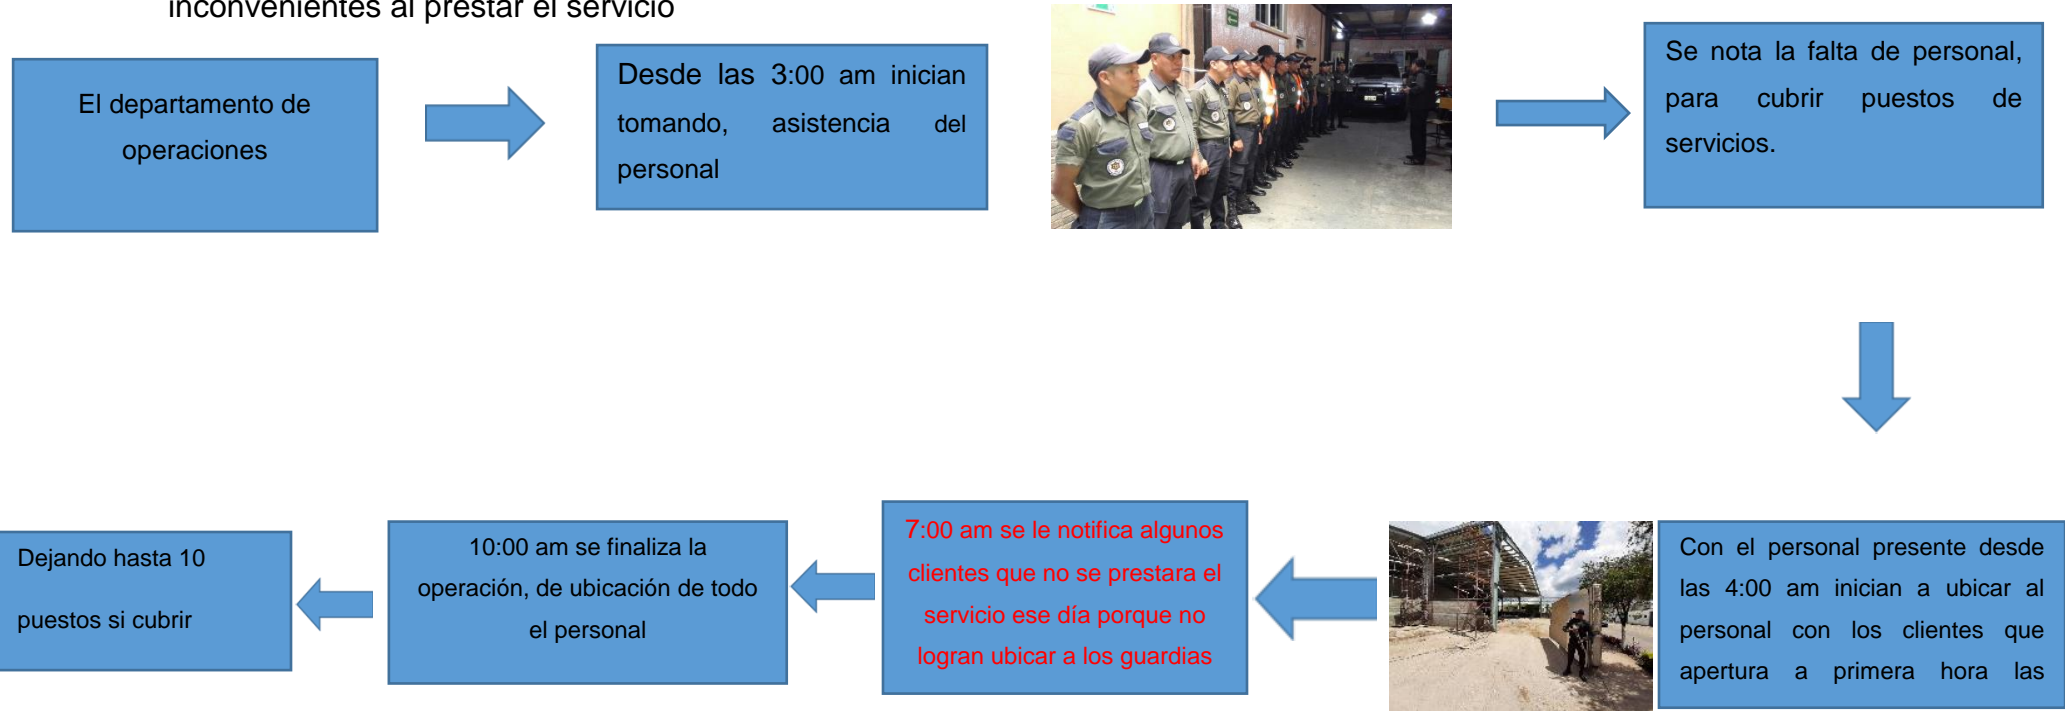 inconvenientes al prestar el servicio
El departamento de
operaciones
Desde las 3:00 am inician
tomando, asistencia del
personal
Se nota la falta de personal,
para cubrir puestos de
servicios.
Con el personal presente desde
las 4:00 am inician a ubicar al
personal con los clientes que
apertura a primera hora las
7:00 am se le notifica algunos
clientes que no se prestara el
servicio ese día porque no
logran ubicar a los guardias
10:00 am se finaliza la
operación, de ubicación de todo
el personal
Dejando hasta 10
puestos si cubrir